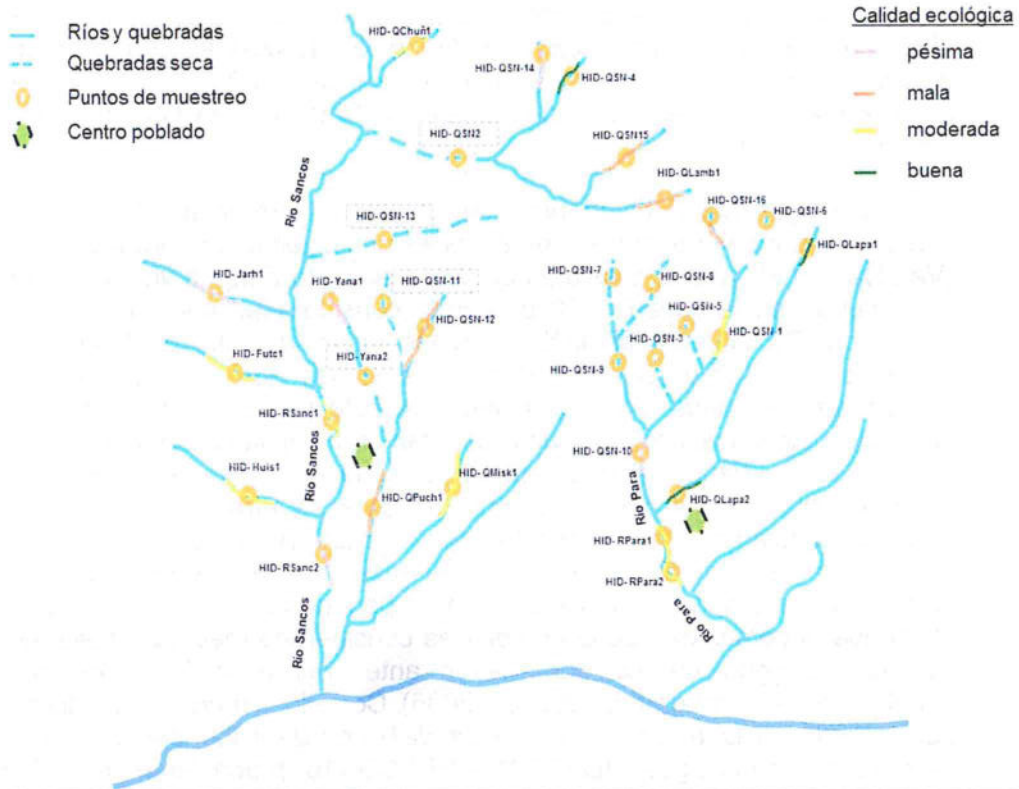 Ríos y quebradas
Quebradas seca
Puntos de muestreo
Centro poblado
Calidad ecológica
pésima
mala
moderada
buena
HID-QChuñ1
HID-QSN-14
HID-QSN-4
HID-QSN2
HID-QSN15
HID-QLamb1
Río Sancos
HID-QSN-13
HID-QSN-16
HID-QSN-6
HID-QLapa1
HID-Jarh1
HID-Yana1
HID-QSN-11
HID-QSN-7
HID-QSN-8
HID-QSN-12
HID-QSN-5
HID-QSN-1
HID-Futc1
HID-Yana2
HID-QSN-3
HID-QSN-9
HID-RSanc1
Río Sancos
HID-QSN-10
HID-Huis1
HID-QMisk1
HID-QPuch1
Río Para
HID-QLapa2
HID-RPara1
HID-RSanc2
HID-RPara2
Río Para
Río Sancos